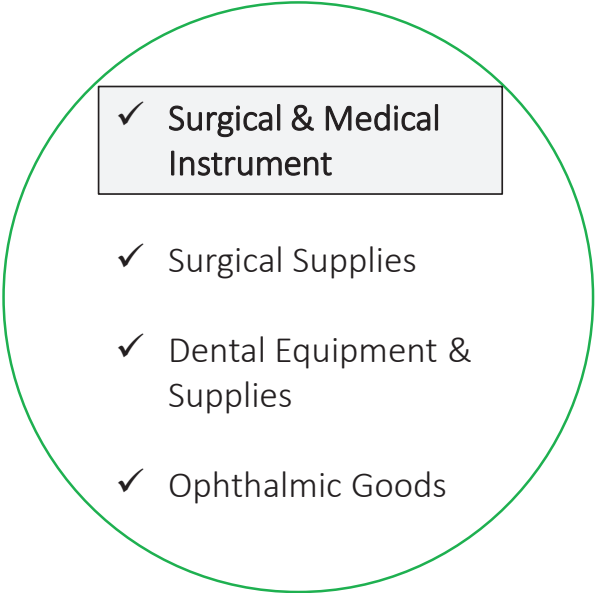 ✓ Surgical & Medical
Instrument
✓ Surgical Supplies
✓ Dental Equipment &
Supplies
✓ Ophthalmic Goods